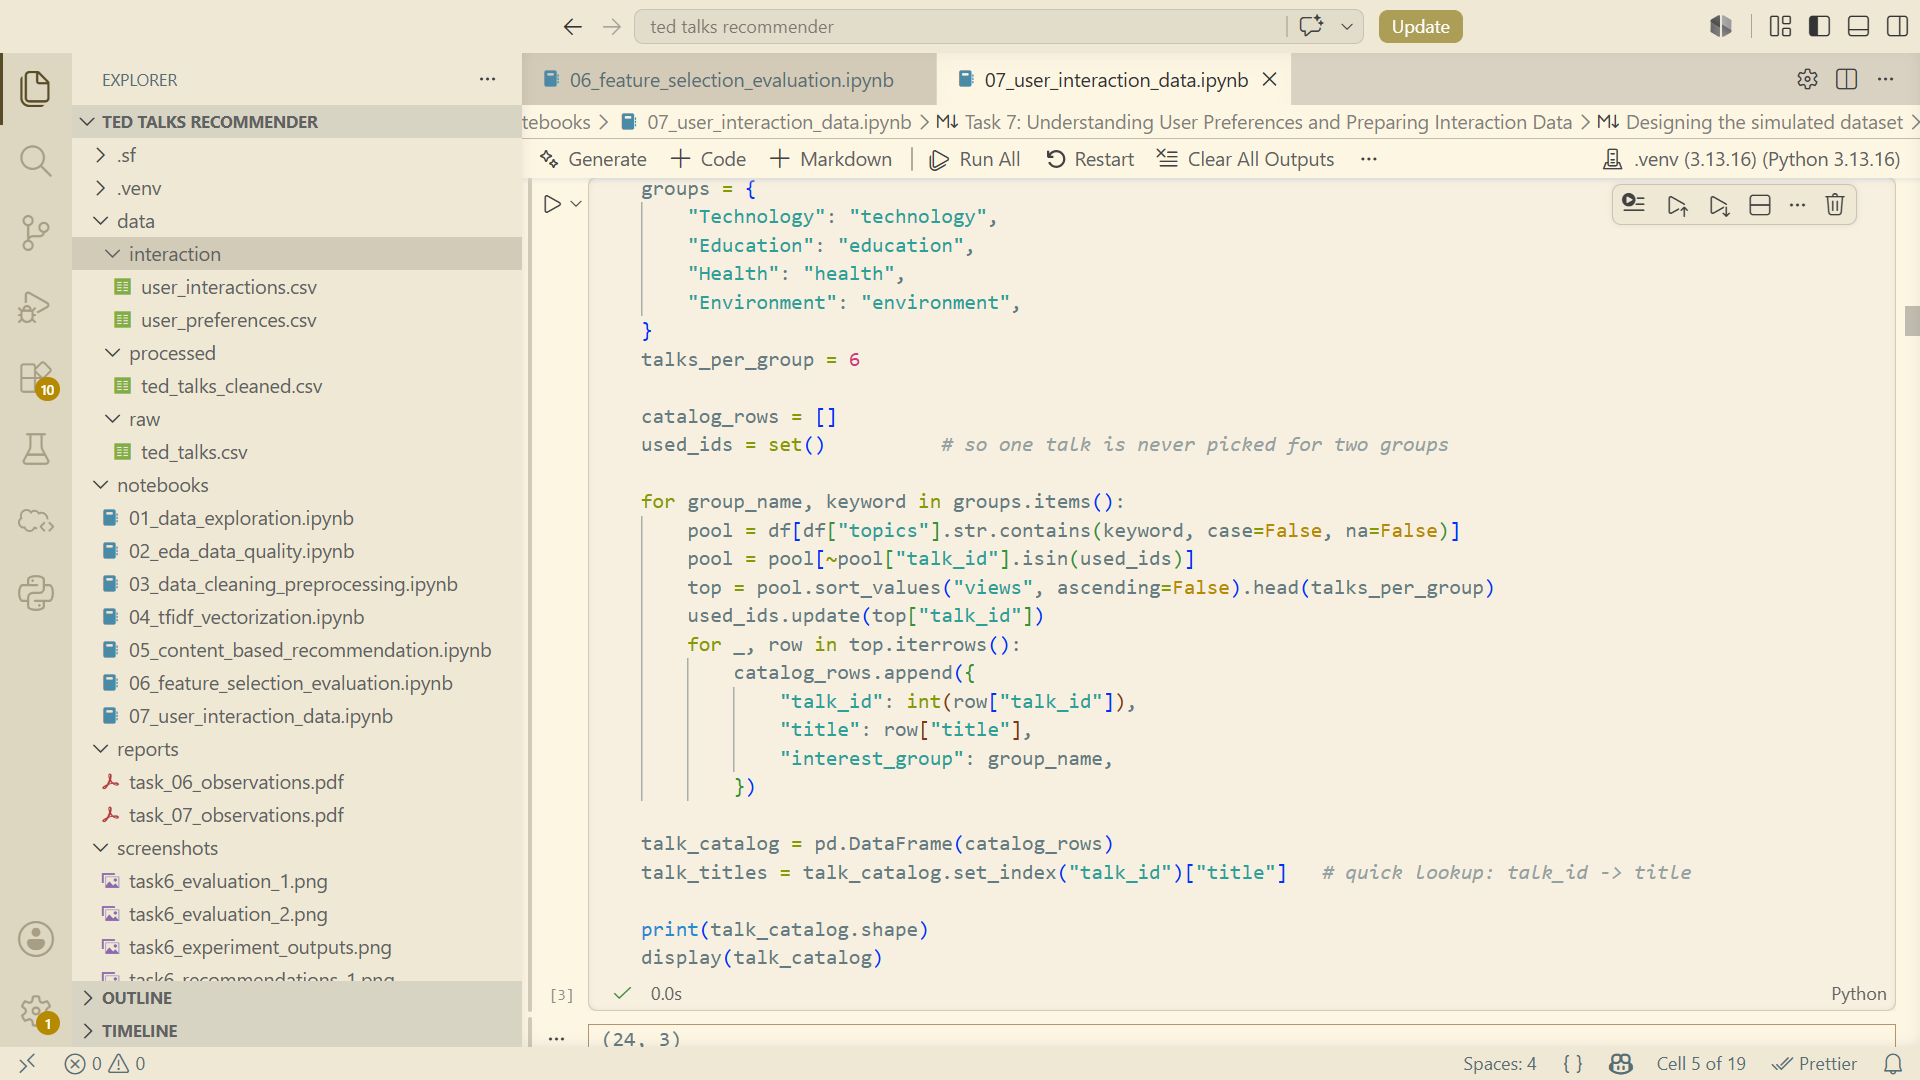 ted talks recommender
Update
EXPLORER
06_feature_selection_evaluation.ipynb
07_user_interaction_data.ipynb
TED TALKS RECOMMENDER
tebooks > 07_user_interaction_data.ipynb > M↓ Task 7: Understanding User Preferences and Preparing Interaction Data > M↓ Designing the simulated dataset >
Generate + Code + Markdown | Run All Restart Clear All Outputs ... .venv (3.13.16) (Python 3.13.16)
.sf
.venv
data
interaction
user_interactions.csv
user_preferences.csv
processed
ted_talks_cleaned.csv
raw
ted_talks.csv
notebooks
01_data_exploration.ipynb
02_eda_data_quality.ipynb
03_data_cleaning_preprocessing.ipynb
04_tfidf_vectorization.ipynb
05_content_based_recommendation.ipynb
06_feature_selection_evaluation.ipynb
07_user_interaction_data.ipynb
reports
task_06_observations.pdf
task_07_observations.pdf
screenshots
task6_evaluation_1.png
task6_evaluation_2.png
task6_experiment_outputs.png
task6_recommendations_1.png
OUTLINE
TIMELINE
10
1
groups = {
    "Technology": "technology",
    "Education": "education",
    "Health": "health",
    "Environment": "environment",
}
talks_per_group = 6
catalog_rows = []
used_ids = set()          # so one talk is never picked for two groups
for group_name, keyword in groups.items():
    pool = df[df["topics"].str.contains(keyword, case=False, na=False)]
    pool = pool[~pool["talk_id"].isin(used_ids)]
    top = pool.sort_values("views", ascending=False).head(talks_per_group)
    used_ids.update(top["talk_id"])
    for _, row in top.iterrows():
        catalog_rows.append({
            "talk_id": int(row["talk_id"]),
            "title": row["title"],
            "interest_group": group_name,
        })
talk_catalog = pd.DataFrame(catalog_rows)
talk_titles = talk_catalog.set_index("talk_id")["title"]   # quick lookup: talk_id -> title
print(talk_catalog.shape)
display(talk_catalog)
[3] 0.0s Python
(24, 3)
0 0 Spaces: 4 { } Cell 5 of 19 Prettier